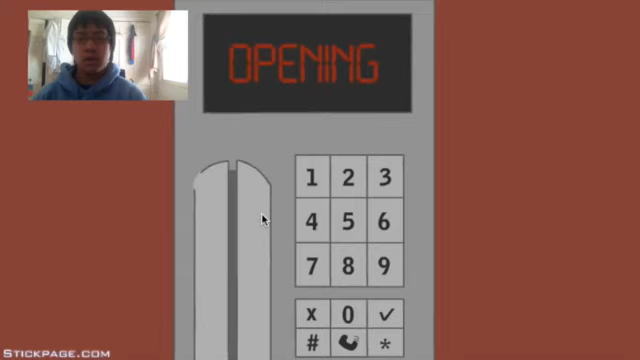 OPENING
1 2 3
4 5 6
7 8 9
x 0 ✓
# *
STICKPAGE.COM